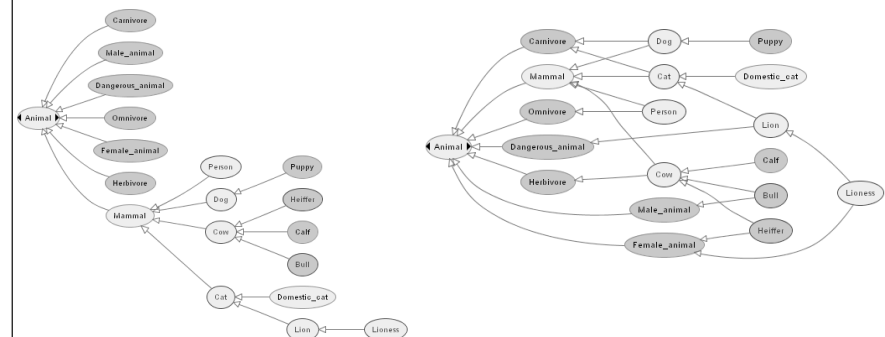 Carnivore
Male_animal
Dangerous_animal
Animal
Omnivore
Female_animal
Herbivore
Person
Puppy
Dog
Heiffer
Mammal
Cow
Calf
Bull
Cat
Domestic_cat
Lion
Lioness
Carnivore
Dog
Puppy
Mammal
Cat
Domestic_cat
Omnivore
Person
Lion
Animal
Dangerous_animal
Calf
Cow
Herbivore
Bull
Lioness
Male_animal
Heiffer
Female_animal